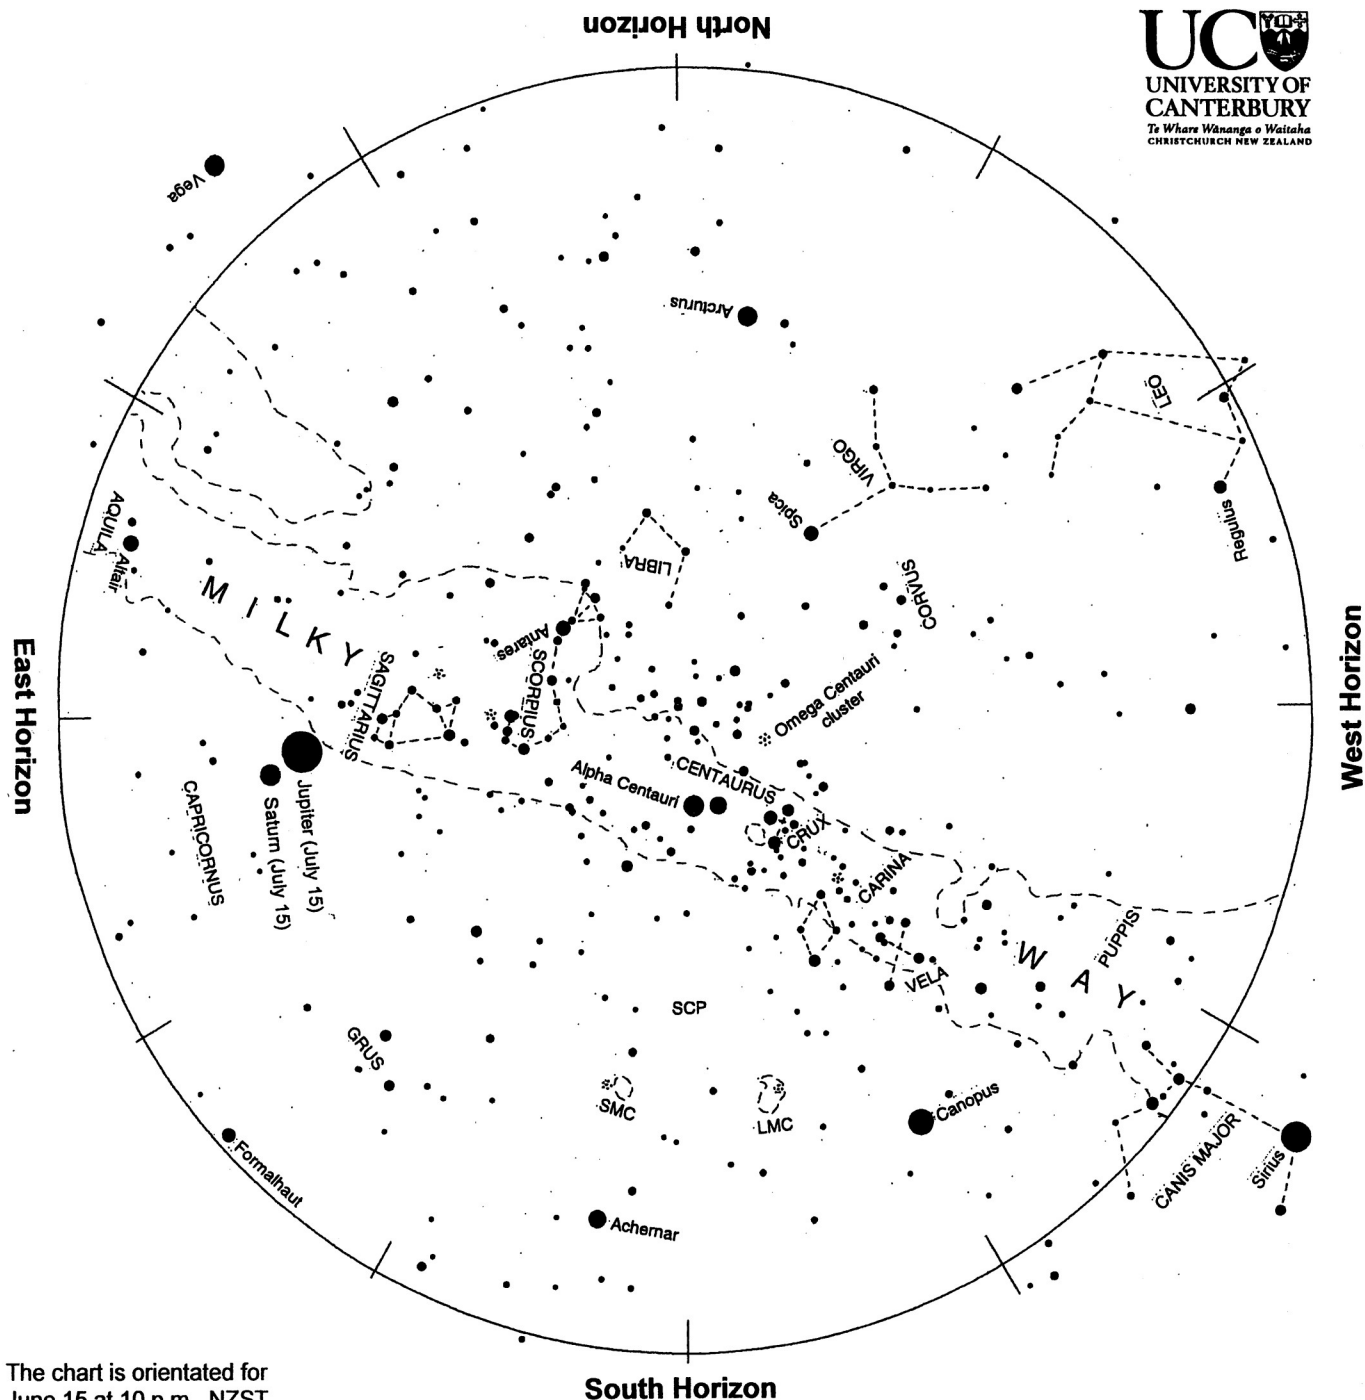 North Horizon
UC
UNIVERSITY OF
CANTERBURY
Te Whare Wānanga o Waitaha
CHRISTCHURCH NEW ZEALAND
Vega
Arcturus
LEO
VIRGO
Spica
Regulus
AQUILA
Altair
LIBRA
CORVUS
MILKY
Antares
SCORPIUS
SAGITTARIUS
East Horizon
West Horizon
Omega Centauri
cluster
Alpha Centauri
CENTAURUS
CRUX
CARINA
Jupiter (July 15)
Saturn (July 15)
CAPRICORNUS
PUPPIS
WAY
VELA
SCP
GRUS
SMC
LMC
Canopus
CANIS MAJOR
Sirius
Formalhaut
Achernar
The chart is orientated for
June 15 at 10 p.m. NZST
South Horizon